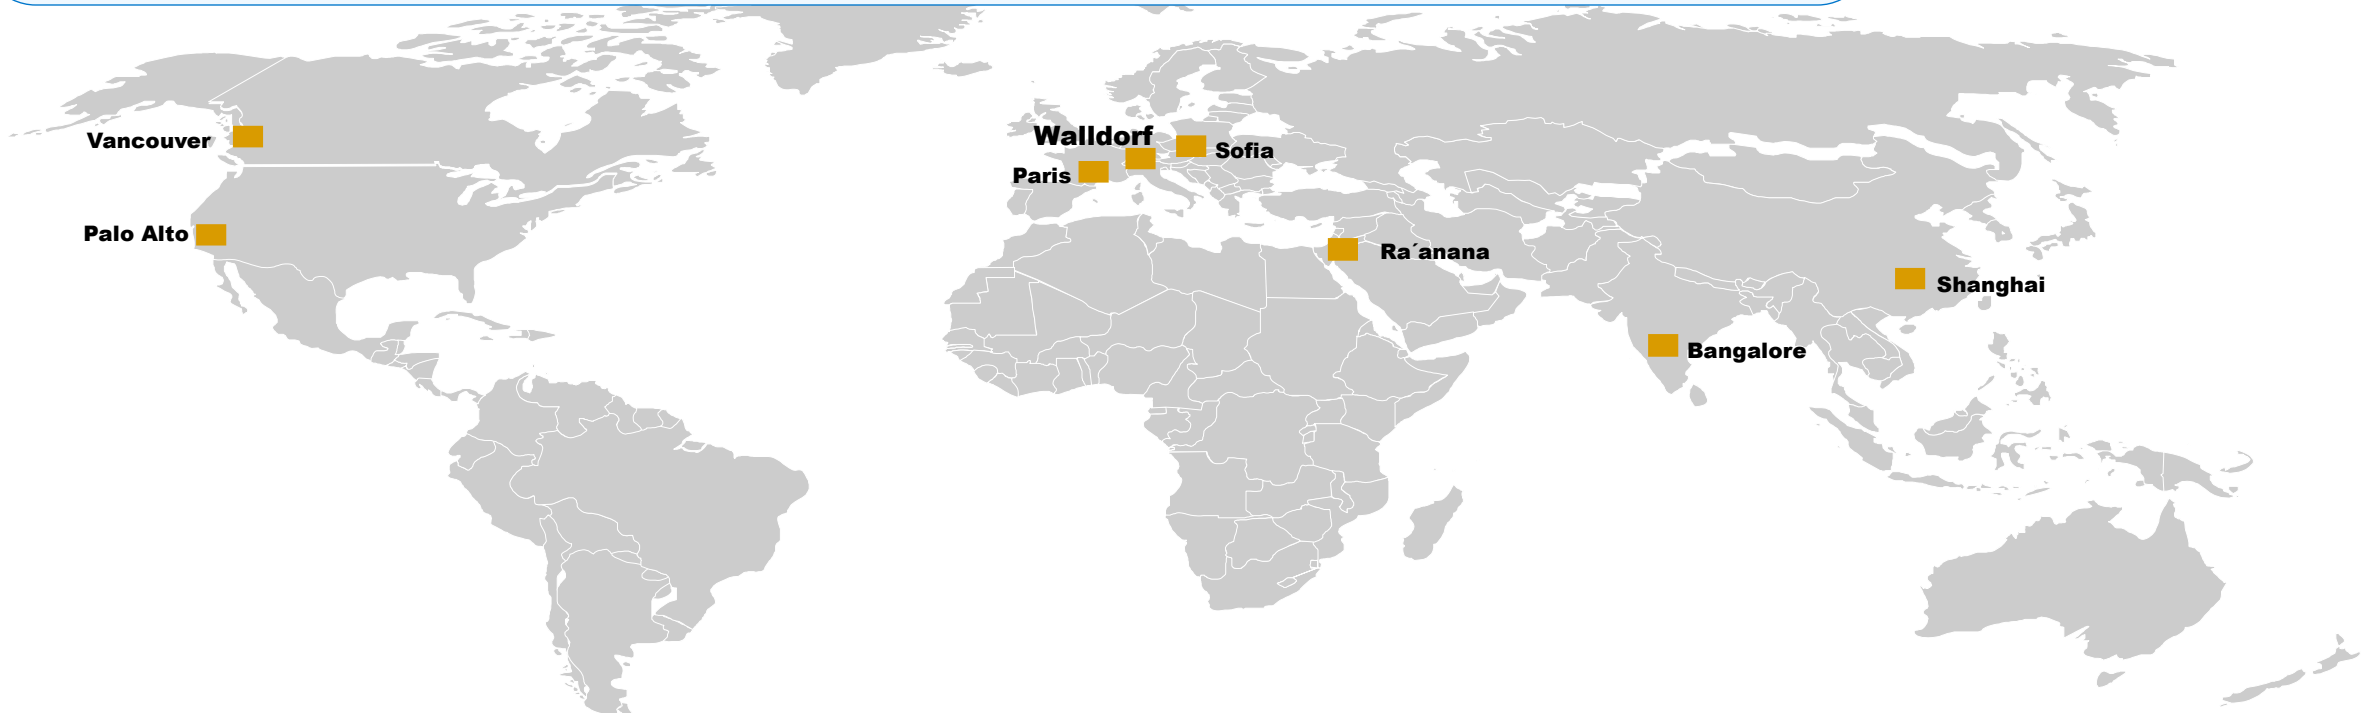 Vancouver
Walldorf
Sofia
Paris
Palo Alto
Ra´anana
Shanghai
Bangalore